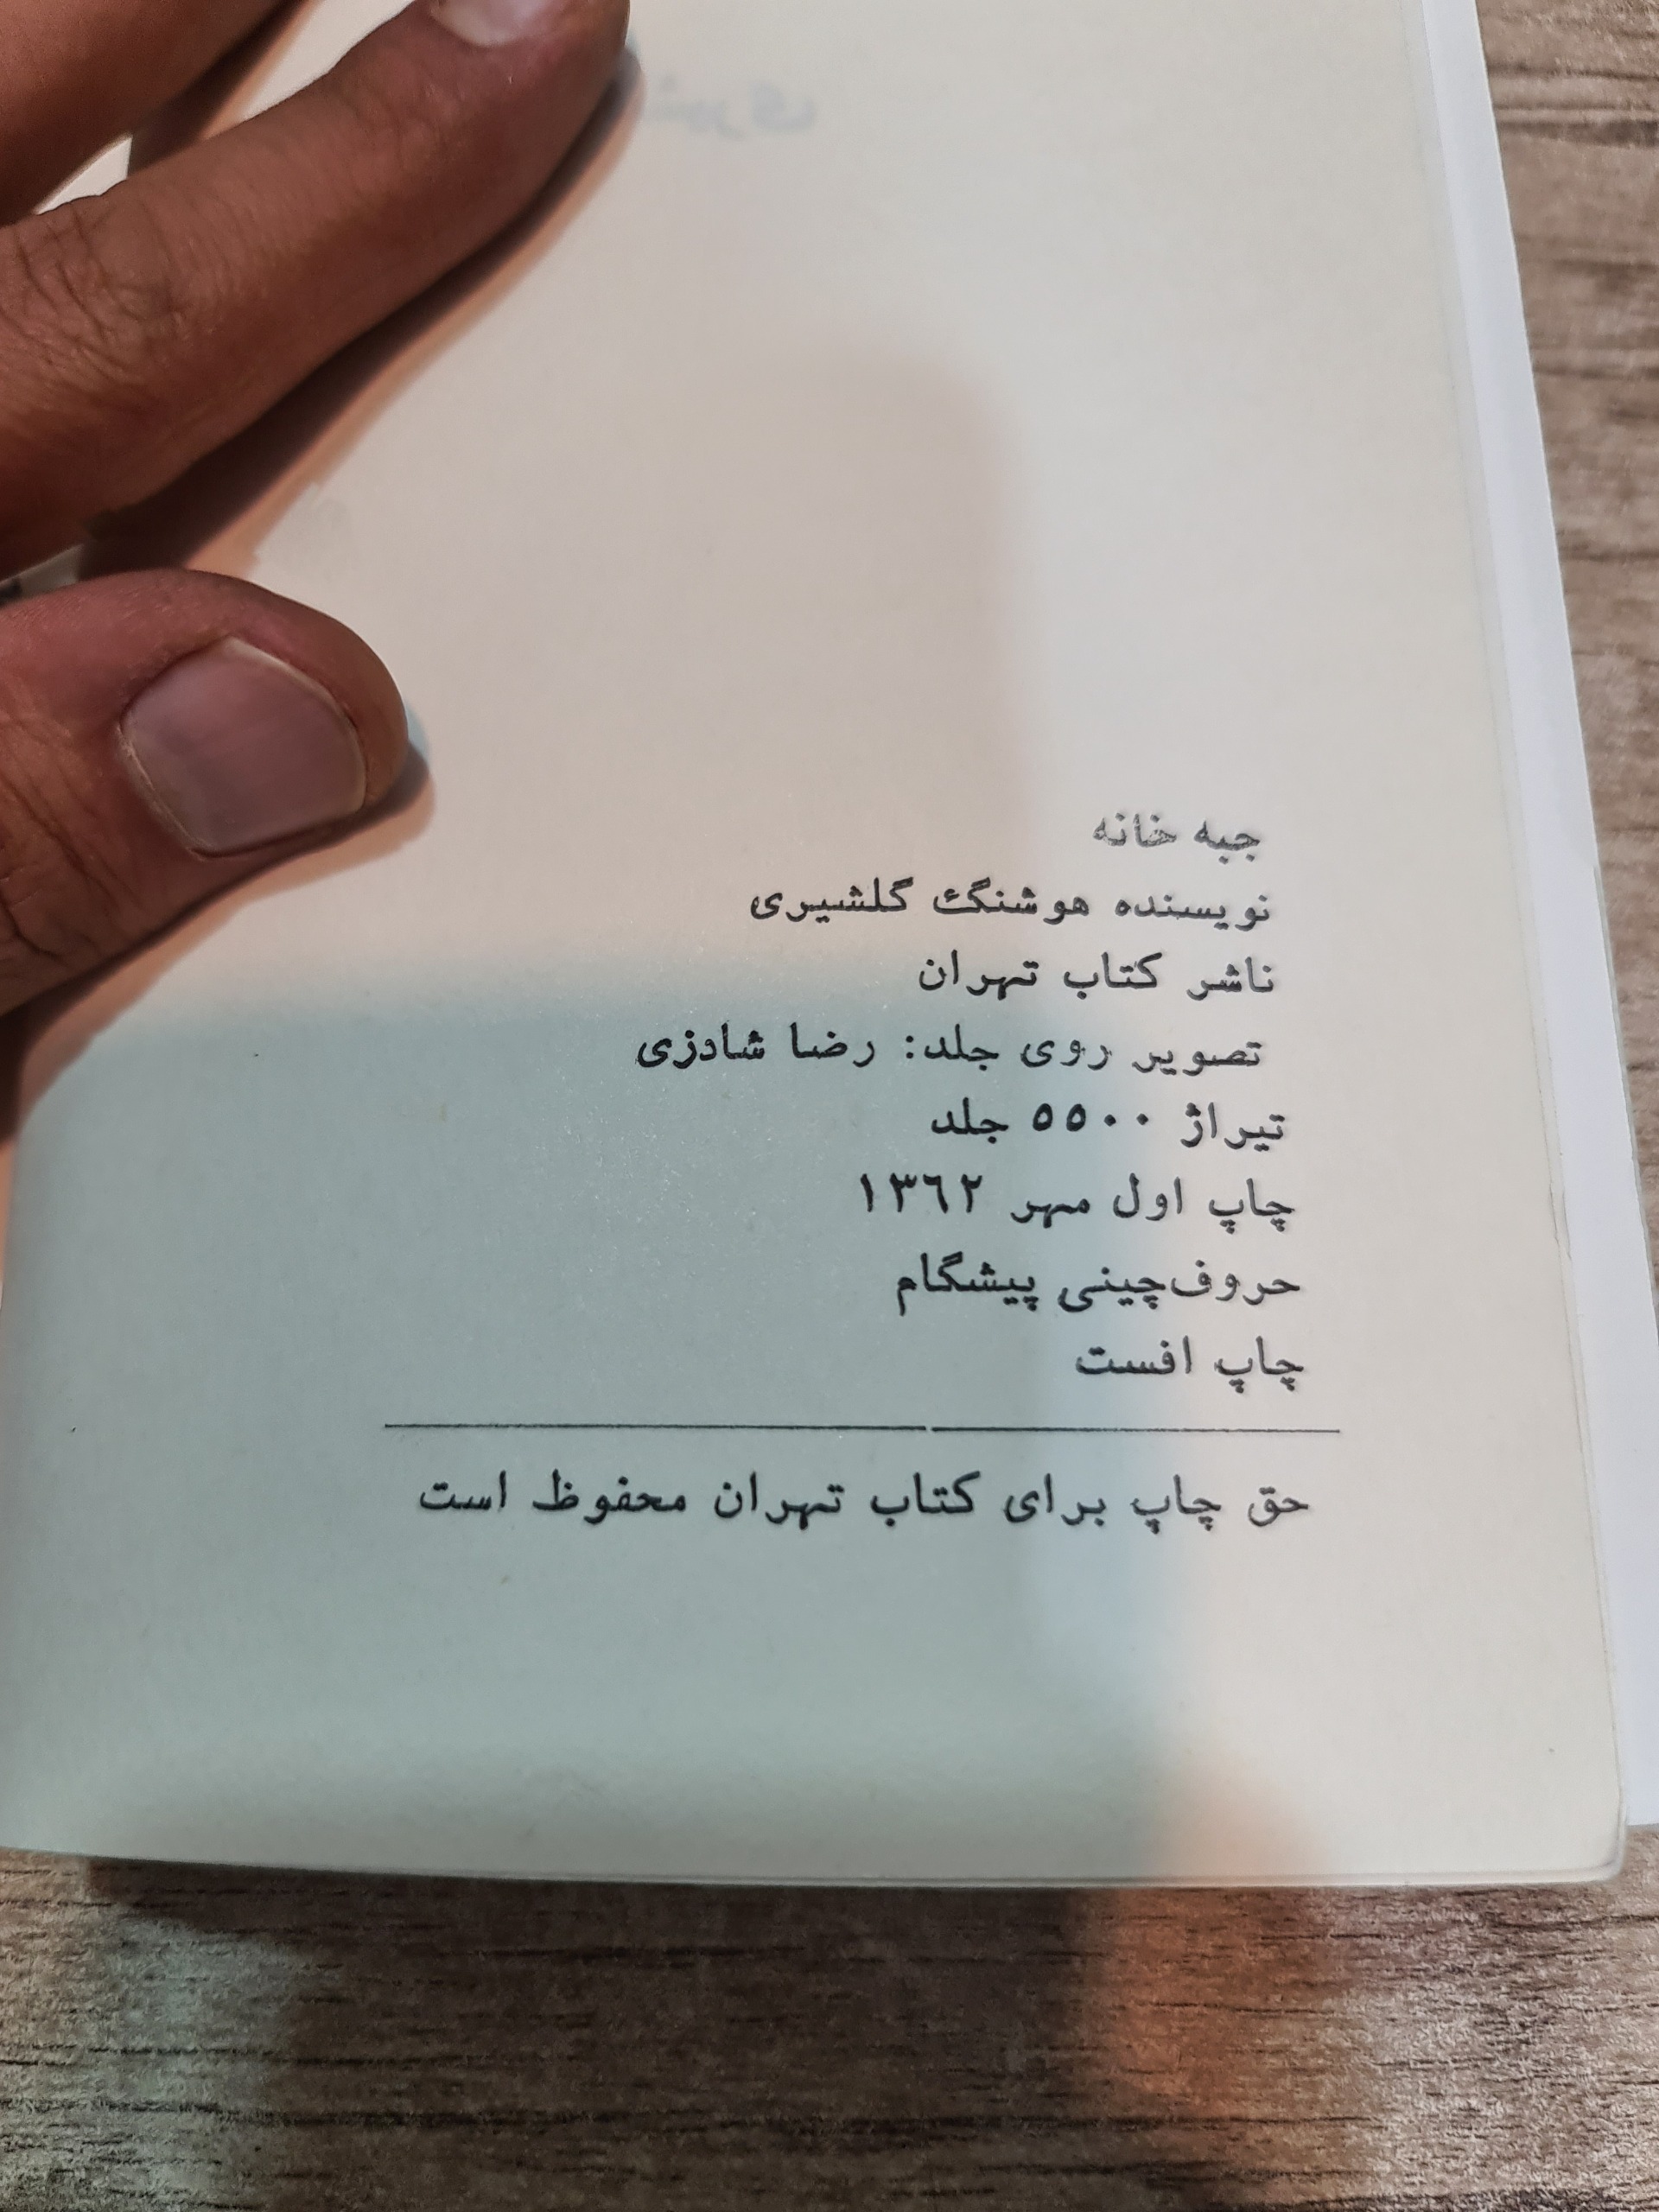 جبه خانه
نویسنده هوشنگ گلشیری
ناشر کتاب تهران
تصویر روی جلد: رضا شادزی
تیراژ ۵۵۰۰ جلد
چاپ اول مهر ۱۳۶۲
حروف‌چینی پیشگام
چاپ افست
حق چاپ برای کتاب تهران محفوظ است